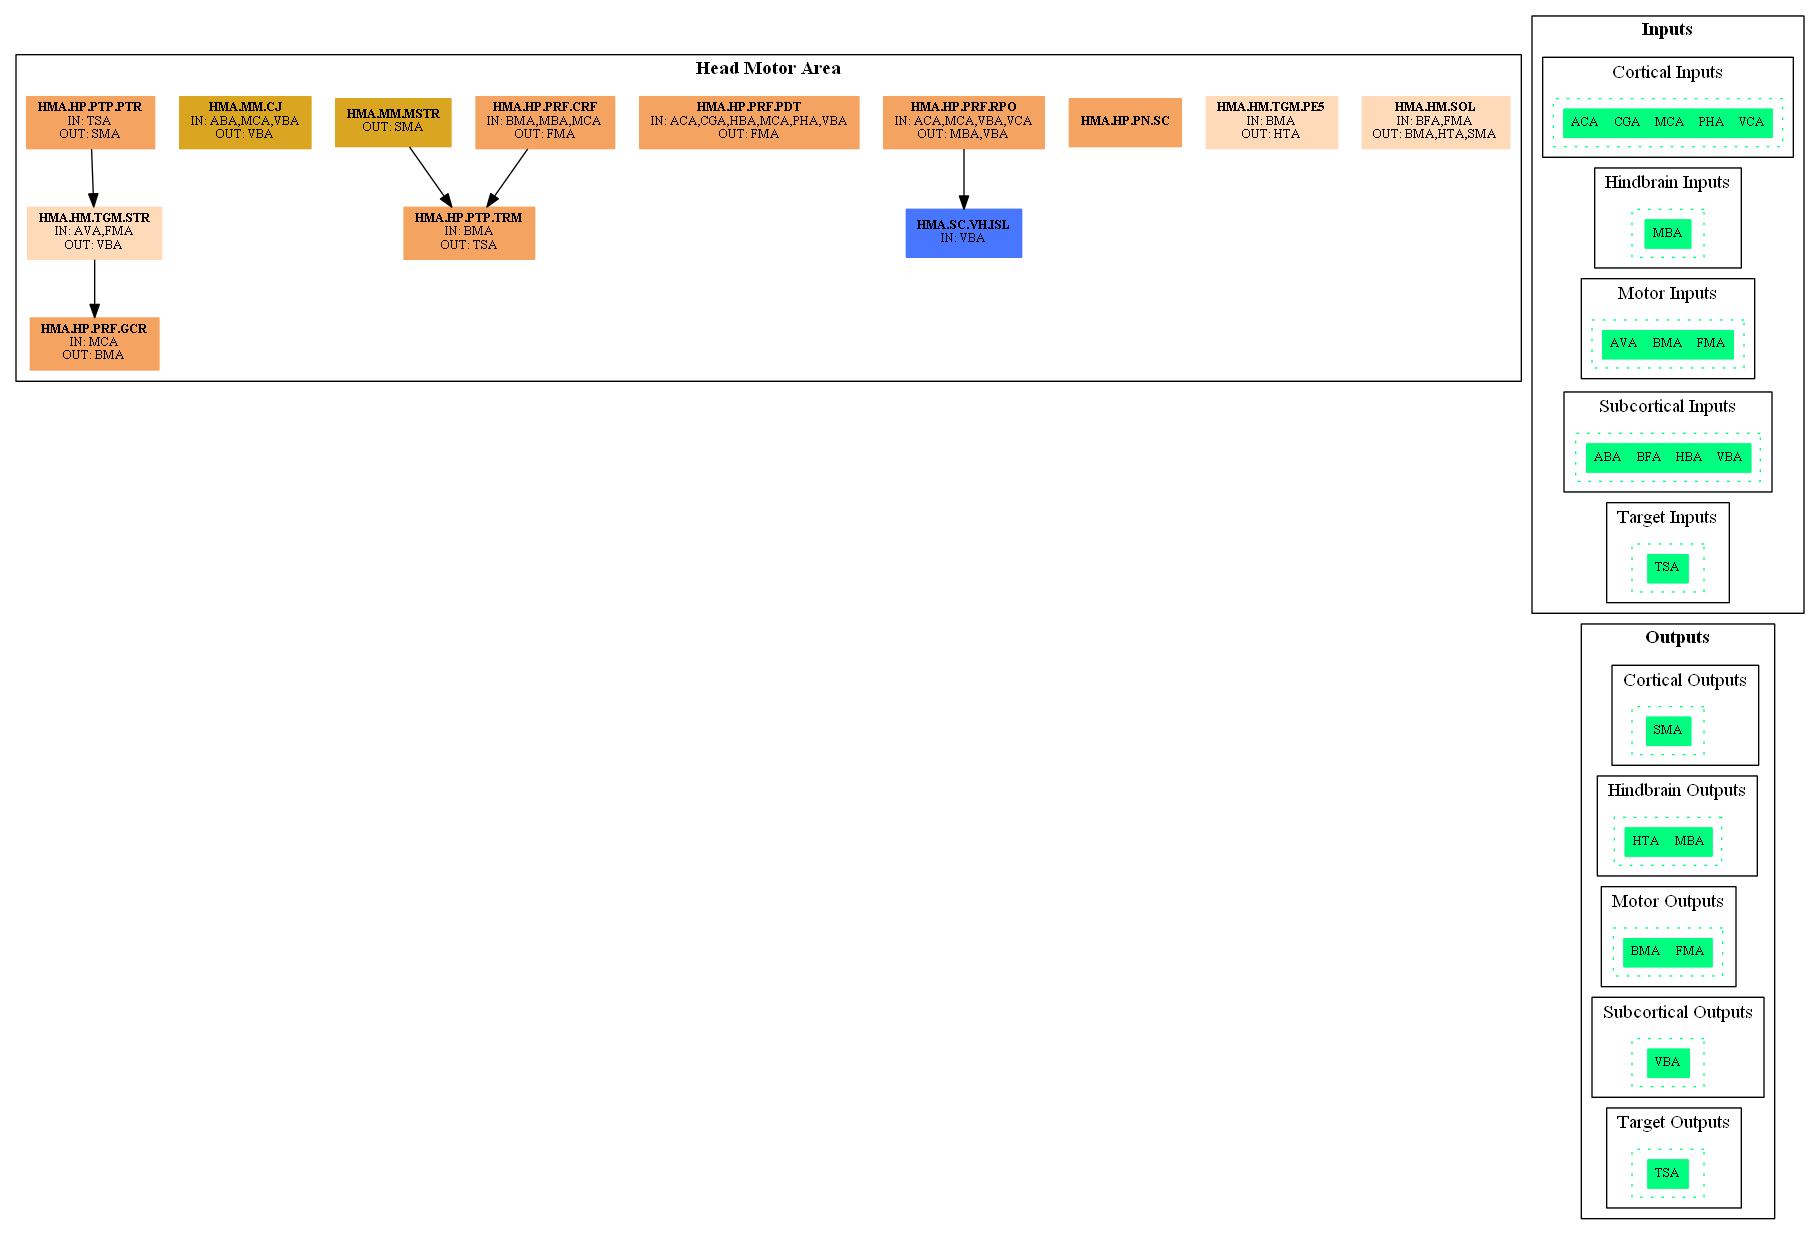 Head Motor Area
HMA.HP.PTP.PTR
IN: TSA
OUT: SMA
HMA.MM.CJ
IN: ABA,MCA,VBA
OUT: VBA
HMA.MM.MSTR
OUT: SMA
HMA.HP.PRF.CRF
IN: BMA,MBA,MCA
OUT: FMA
HMA.HP.PRF.PDT
IN: ACA,CGA,HBA,MCA,PHA,VBA
OUT: FMA
HMA.HP.PRF.RPO
IN: ACA,MCA,VBA,VCA
OUT: MBA,VBA
HMA.HP.PN.SC
HMA.HM.TGM.PE5
IN: BMA
OUT: HTA
HMA.HM.SOL
IN: BFA,FMA
OUT: BMA,HTA,SMA
HMA.HM.TGM.STR
IN: AVA,FMA
OUT: VBA
HMA.HP.PTP.TRM
IN: BMA
OUT: TSA
HMA.SC.VH.ISL
IN: VBA
HMA.HP.PRF.GCR
IN: MCA
OUT: BMA
Inputs
Cortical Inputs
ACA CGA MCA PHA VCA
Hindbrain Inputs
MBA
Motor Inputs
AVA BMA FMA
Subcortical Inputs
ABA BFA HBA VBA
Target Inputs
TSA
Outputs
Cortical Outputs
SMA
Hindbrain Outputs
HTA MBA
Motor Outputs
BMA FMA
Subcortical Outputs
VBA
Target Outputs
TSA